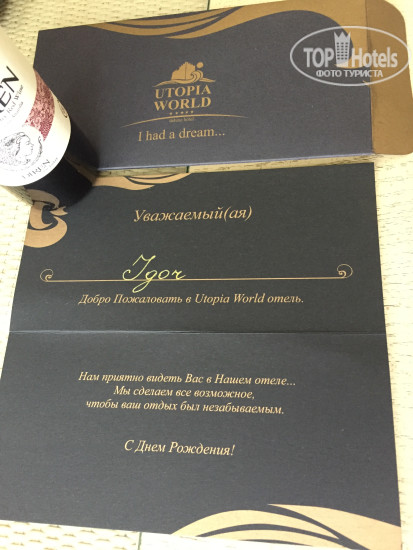 TOP Hotels
ФОТО ТУРИСТА
UTOPIA
WORLD
I had a dream...
Уважаемый(ая)
Igor
Добро Пожаловать в Utopia World отель.
Нам приятно видеть Вас в Нашем отеле...
Мы сделаем все возможное,
чтобы ваш отдых был незабываемым.
С Днем Рождения!